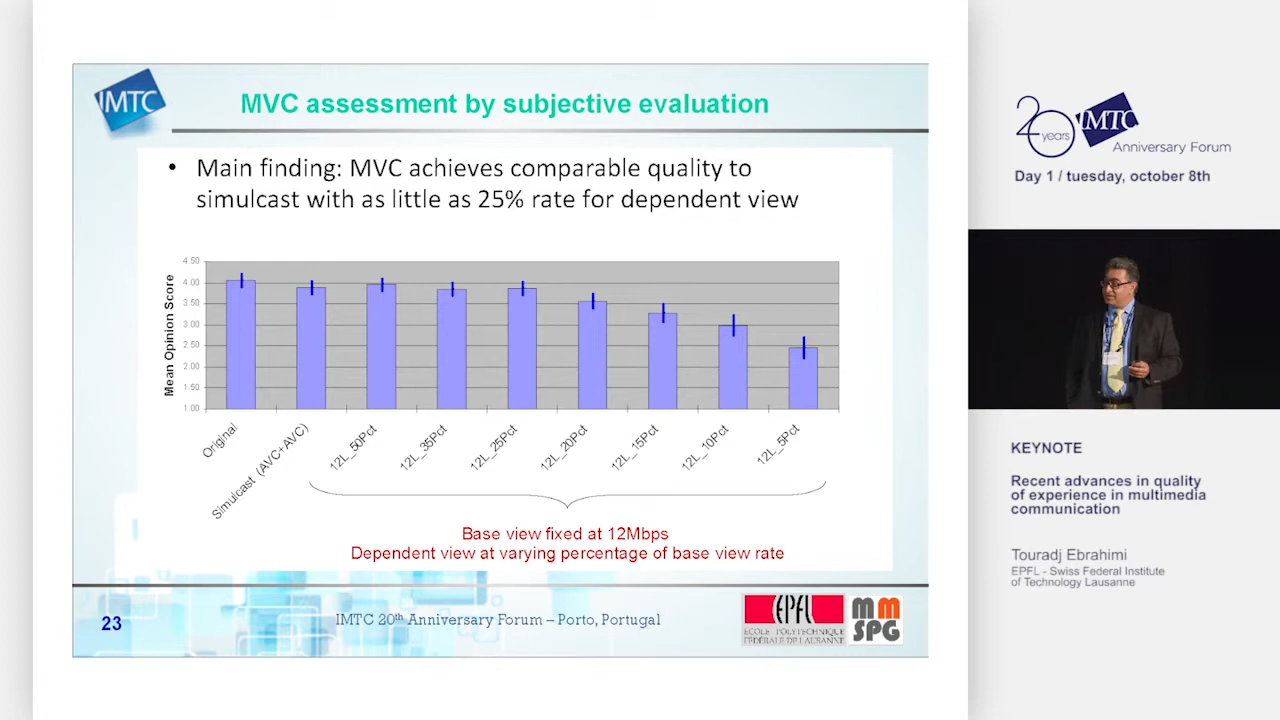 IMTC
MVC assessment by subjective evaluation
• Main finding: MVC achieves comparable quality to
simulcast with as little as 25% rate for dependent view
Mean Opinion Score
4.50
4.00
3.50
3.00
2.50
2.00
1.50
1.00
Original
Simulcast (AVC+AVC)
12L_50Pct
12L_35Pct
12L_25Pct
12L_20Pct
12L_15Pct
12L_10Pct
12L_5Pct
Base view fixed at 12Mbps
Dependent view at varying percentage of base view rate
23
IMTC 20th Anniversary Forum – Porto, Portugal
EPFL
ÉCOLE POLYTECHNIQUE
FÉDÉRALE DE LAUSANNE
MM
SPG
20 years IMTC
Anniversary Forum
Day 1 / tuesday, october 8th
KEYNOTE
Recent advances in quality
of experience in multimedia
communication
Touradj Ebrahimi
EPFL - Swiss Federal Institute
of Technology Lausanne